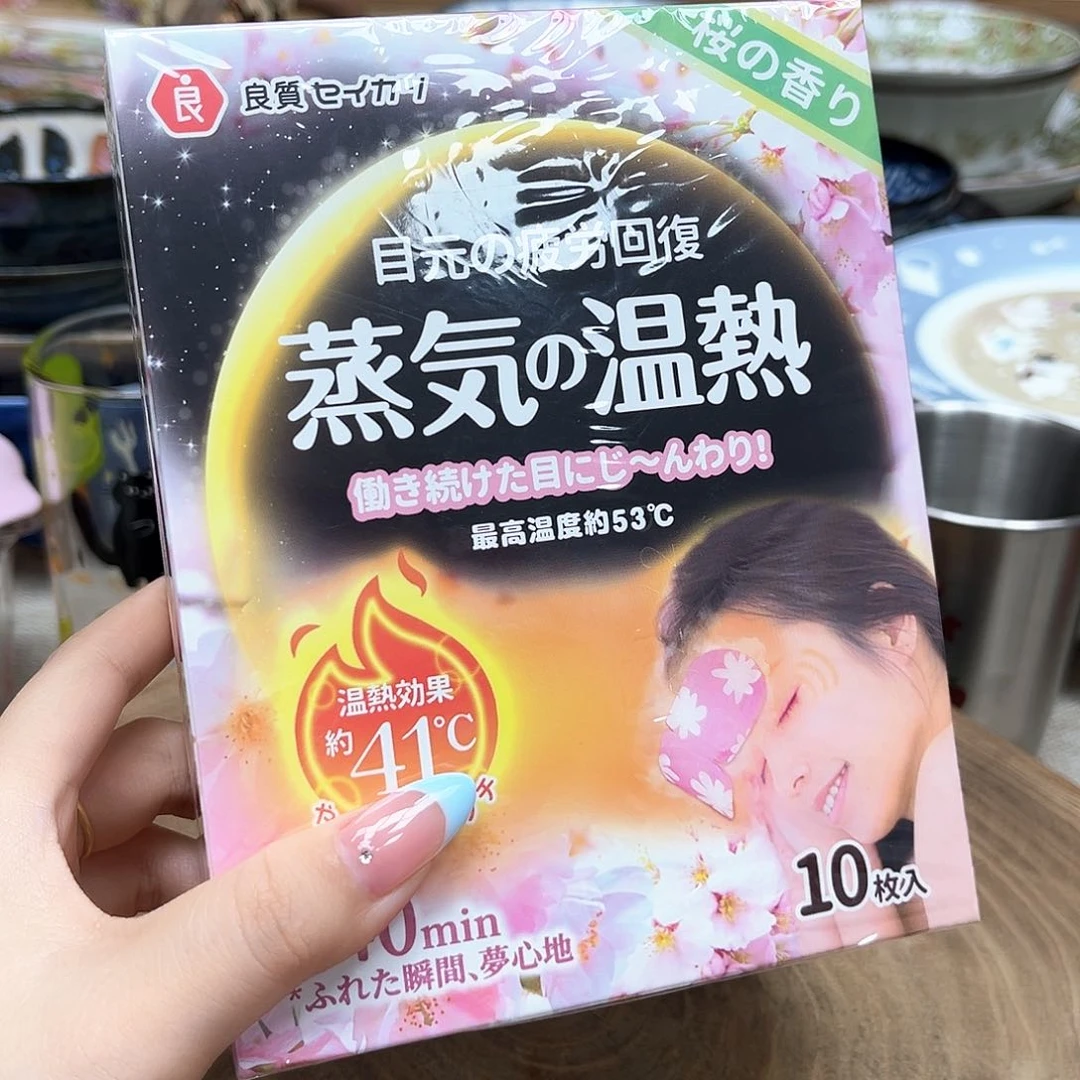 桜の香り
良
良質セイカツ
目元の疲労回復
蒸気の温熱
働き続けた目にじ〜んわり!
最高温度約53℃
温熱効果
約41℃
10枚入
0min
*ふれた瞬間、夢心地